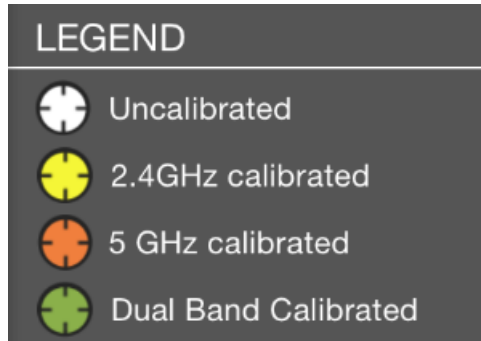 LEGEND
Uncalibrated
2.4GHz calibrated
5 GHz calibrated
Dual Band Calibrated